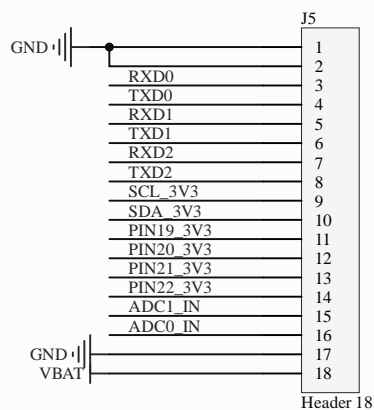 J5
GND 1
2
RXD0 3
TXD0 4
RXD1 5
TXD1 6
RXD2 7
TXD2 8
SCL_3V3 9
SDA_3V3 10
PIN19_3V3 11
PIN20_3V3 12
PIN21_3V3 13
PIN22_3V3 14
ADC1_IN 15
ADC0_IN 16
GND 17
VBAT 18
Header 18